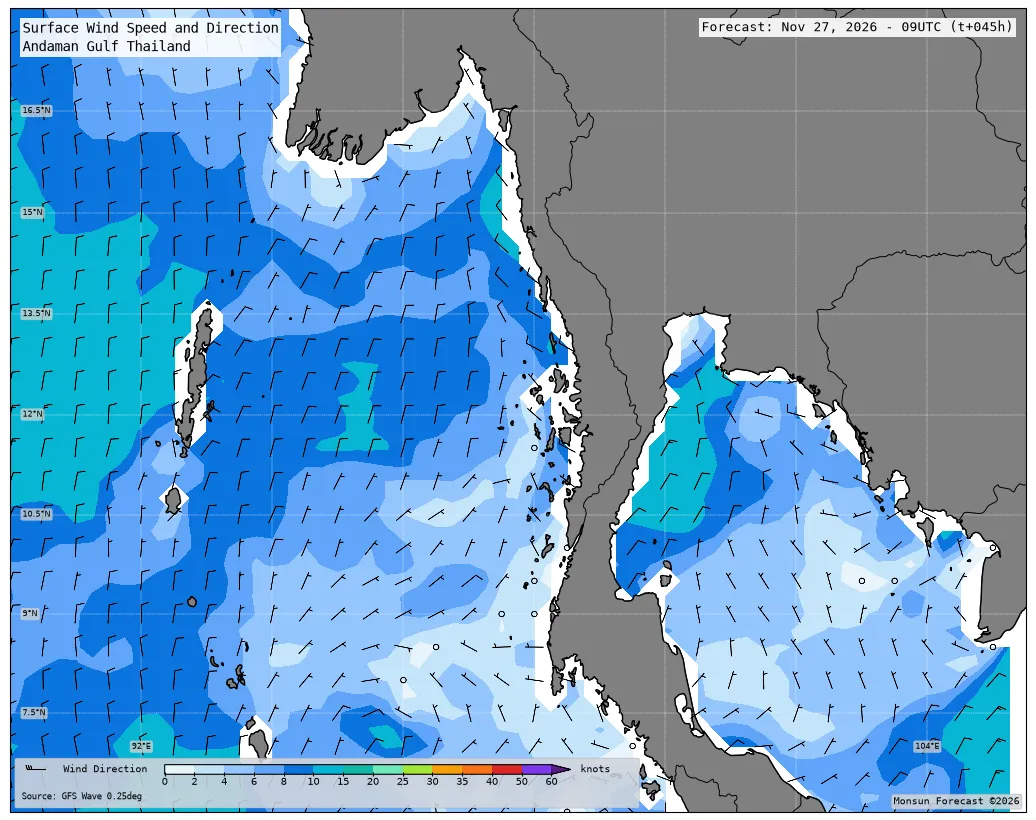 Surface Wind Speed and Direction
Andaman Gulf Thailand
Forecast: Nov 27, 2026 - 09UTC (t+045h)
16.5°N
15°N
13.5°N
12°N
10.5°N
9°N
7.5°N
92°E
104°E
Wind Direction
0 2 4 6 8 10 15 20 25 30 35 40 50 60
knots
Source: GFS Wave 0.25deg
Monsun Forecast ©2026